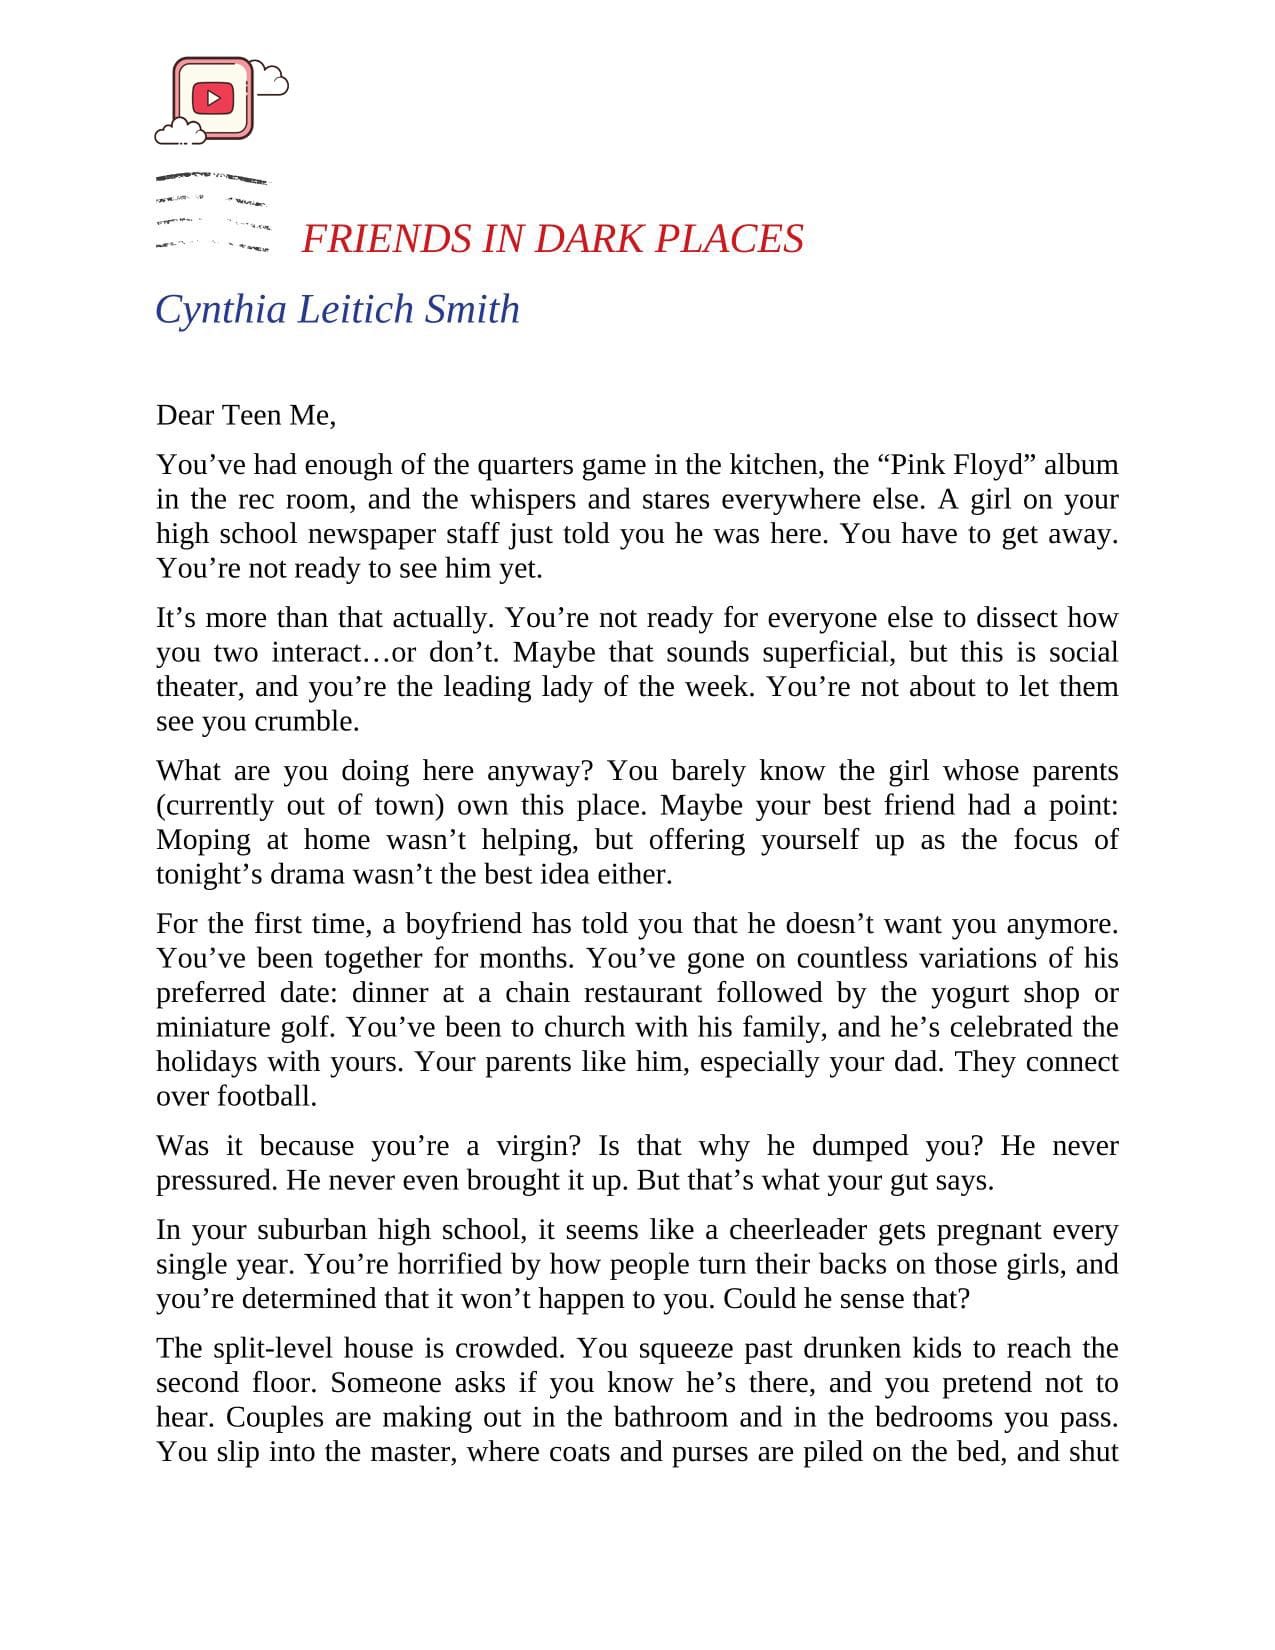 FRIENDS IN DARK PLACES
Cynthia Leitich Smith
Dear Teen Me,
You’ve had enough of the quarters game in the kitchen, the “Pink Floyd” album
in the rec room, and the whispers and stares everywhere else. A girl on your
high school newspaper staff just told you he was here. You have to get away.
You’re not ready to see him yet.
It’s more than that actually. You’re not ready for everyone else to dissect how
you two interact…or don’t. Maybe that sounds superficial, but this is social
theater, and you’re the leading lady of the week. You’re not about to let them
see you crumble.
What are you doing here anyway? You barely know the girl whose parents
(currently out of town) own this place. Maybe your best friend had a point:
Moping at home wasn’t helping, but offering yourself up as the focus of
tonight’s drama wasn’t the best idea either.
For the first time, a boyfriend has told you that he doesn’t want you anymore.
You’ve been together for months. You’ve gone on countless variations of his
preferred date: dinner at a chain restaurant followed by the yogurt shop or
miniature golf. You’ve been to church with his family, and he’s celebrated the
holidays with yours. Your parents like him, especially your dad. They connect
over football.
Was it because you’re a virgin? Is that why he dumped you? He never
pressured. He never even brought it up. But that’s what your gut says.
In your suburban high school, it seems like a cheerleader gets pregnant every
single year. You’re horrified by how people turn their backs on those girls, and
you’re determined that it won’t happen to you. Could he sense that?
The split-level house is crowded. You squeeze past drunken kids to reach the
second floor. Someone asks if you know he’s there, and you pretend not to
hear. Couples are making out in the bathroom and in the bedrooms you pass.
You slip into the master, where coats and purses are piled on the bed, and shut